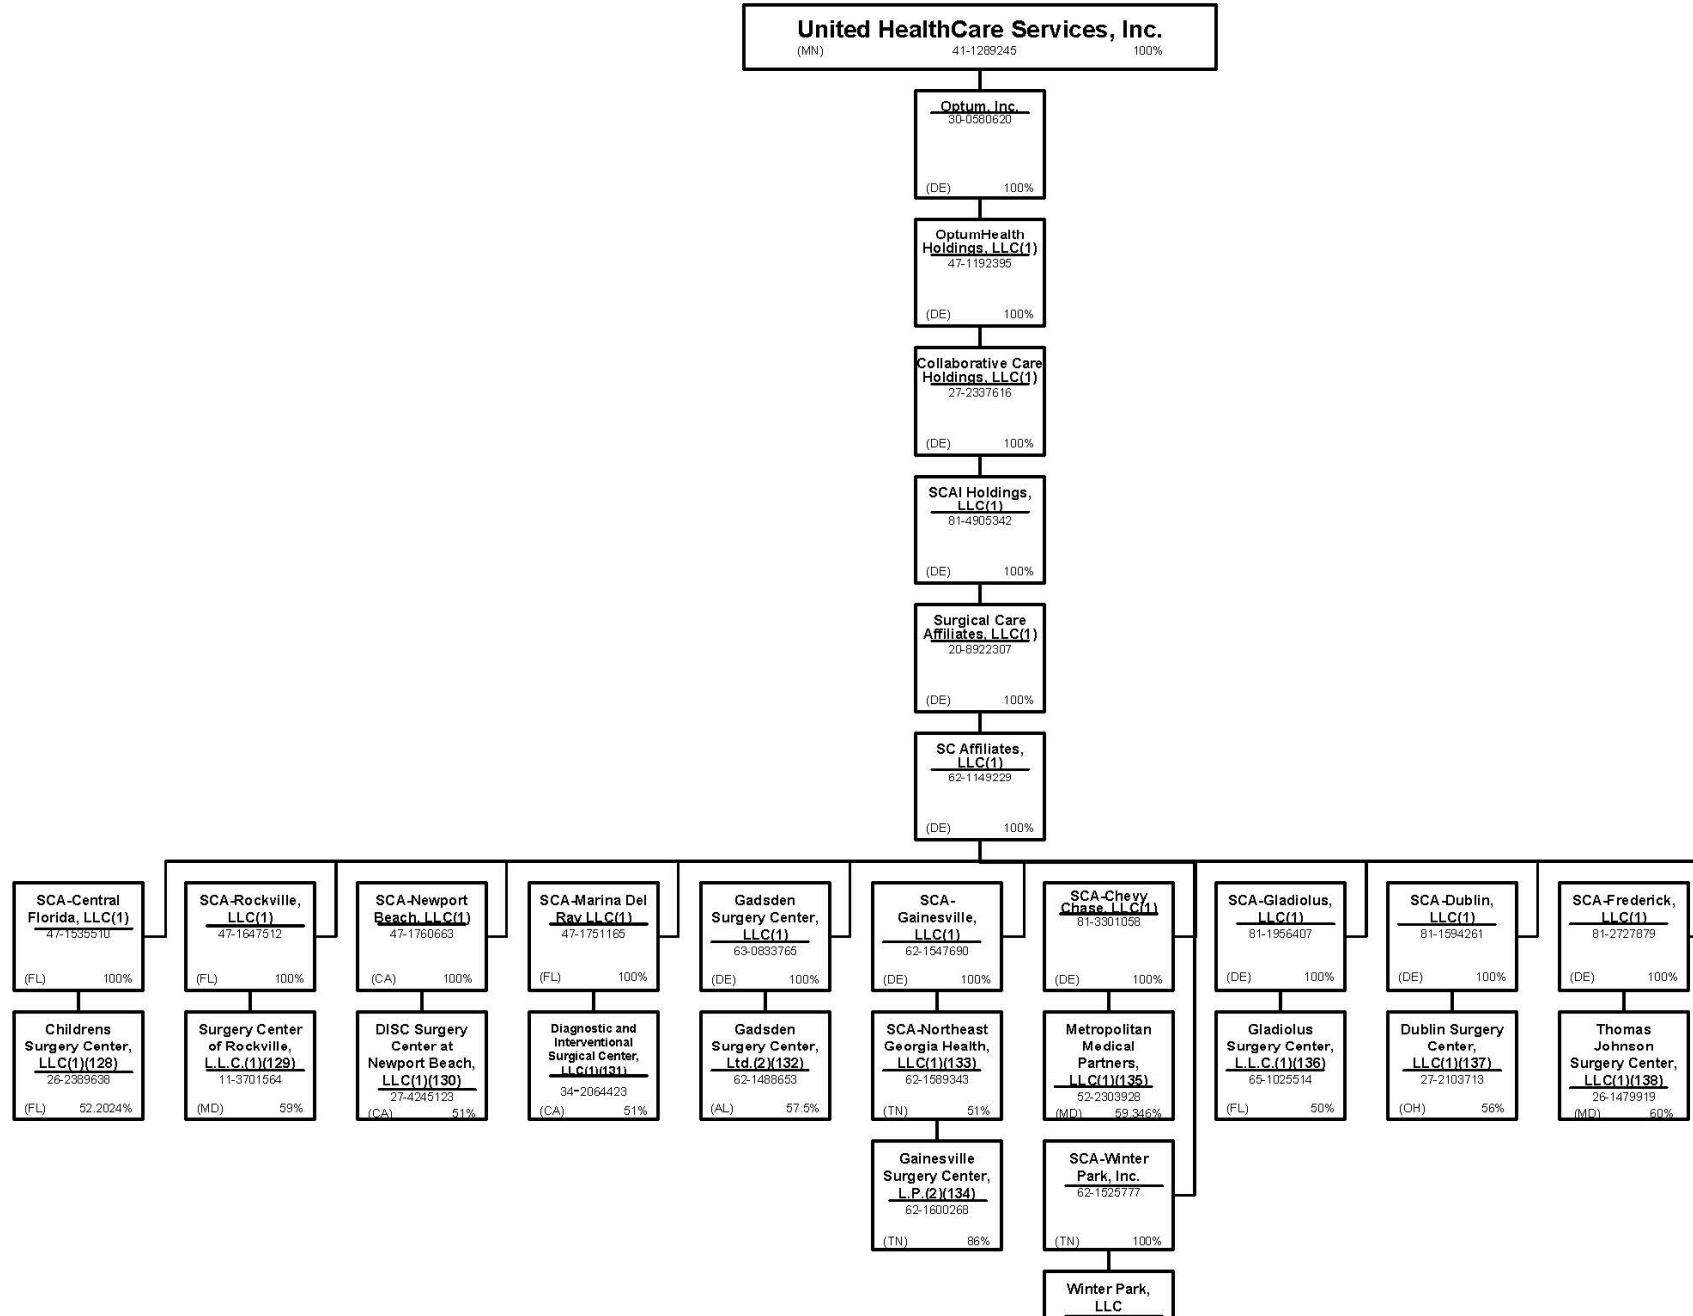 United HealthCare Services, Inc.
(MN) 41-1289245 100%
Optum, Inc.
30-0580620
(DE) 100%
OptumHealth
Holdings, LLC(1)
47-1192395
(DE) 100%
Collaborative Care
Holdings, LLC(1)
27-2337616
(DE) 100%
SCAI Holdings,
LLC(1)
81-4905342
(DE) 100%
Surgical Care
Affiliates, LLC(1)
20-8922307
(DE) 100%
SC Affiliates,
LLC(1)
62-1149229
(DE) 100%
SCA-Central
Florida, LLC(1)
47-1535510
(FL) 100%
SCA-Rockville,
LLC(1)
47-1647512
(FL) 100%
SCA-Newport
Beach, LLC(1)
47-1760663
(CA) 100%
SCA-Marina Del
Ray LLC(1)
47-1751165
(FL) 100%
Gadsden
Surgery Center,
LLC(1)
63-0833765
(DE) 100%
SCA-
Gainesville,
LLC(1)
62-1547690
(DE) 100%
SCA-Chevy
Chase, LLC(1)
81-3301058
(DE) 100%
SCA-Gladiolus,
LLC(1)
81-1956407
(DE) 100%
SCA-Dublin,
LLC(1)
81-1594261
(DE) 100%
SCA-Frederick,
LLC(1)
81-2727879
(DE) 100%
Childrens
Surgery Center,
LLC(1)(128)
26-2389638
(FL) 52.2024%
Surgery Center
of Rockville,
L.L.C.(1)(129)
11-3701564
(MD) 59%
DISC Surgery
Center at
Newport Beach,
LLC(1)(130)
27-4245123
(CA) 51%
Diagnostic and
Interventional
Surgical Center,
LLC(1)(131)
34-2064423
(CA) 51%
Gadsden
Surgery Center,
Ltd.(2)(132)
62-1488653
(AL) 57.5%
SCA-Northeast
Georgia Health,
LLC(1)(133)
62-1589343
(TN) 51%
Metropolitan
Medical
Partners,
LLC(1)(135)
52-2303928
(MD) 59.346%
Gladiolus
Surgery Center,
L.L.C.(1)(136)
65-1025514
(FL) 50%
Dublin Surgery
Center,
LLC(1)(137)
27-2103713
(OH) 56%
Thomas
Johnson
Surgery Center,
LLC(1)(138)
26-1479919
(MD) 60%
Gainesville
Surgery Center,
L.P.(2)(134)
62-1600268
(TN) 86%
SCA-Winter
Park, Inc.
62-1525777
(TN) 100%
Winter Park,
LLC